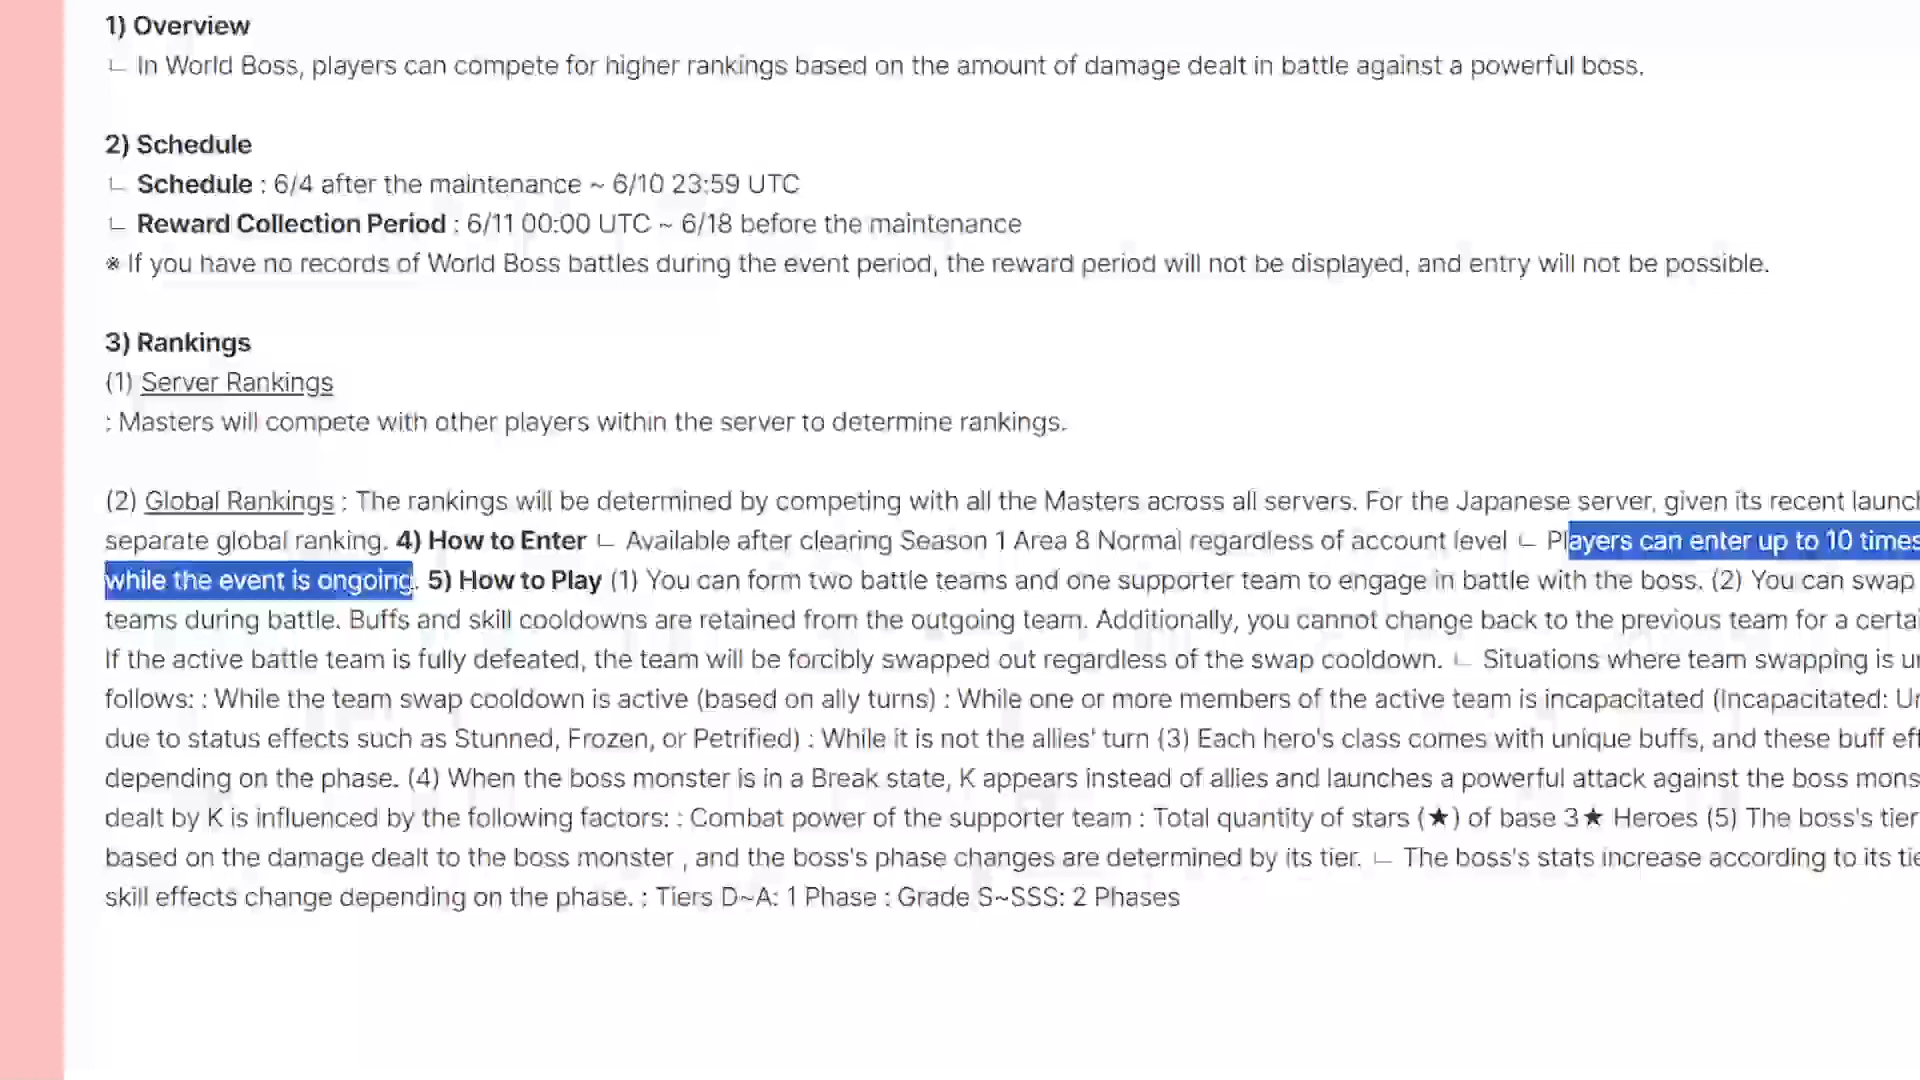 1) Overview
ㄴ In World Boss, players can compete for higher rankings based on the amount of damage dealt in battle against a powerful boss.
2) Schedule
ㄴ Schedule : 6/4 after the maintenance ~ 6/10 23:59 UTC
ㄴ Reward Collection Period : 6/11 00:00 UTC ~ 6/18 before the maintenance
※ If you have no records of World Boss battles during the event period, the reward period will not be displayed, and entry will not be possible.
3) Rankings
(1) Server Rankings
: Masters will compete with other players within the server to determine rankings.
(2) Global Rankings : The rankings will be determined by competing with all the Masters across all servers. For the Japanese server, given its recent
separate global ranking. 4) How to Enter ㄴ Available after clearing Season 1 Area 8 Normal regardless of account level ㄴ Players can enter up to 10 times
while the event is ongoing. 5) How to Play (1) You can form two battle teams and one supporter team to engage in battle with the boss. (2) You can swap
teams during battle. Buffs and skill cooldowns are retained from the outgoing team. Additionally, you cannot change back to the previous team for a
If the active battle team is fully defeated, the team will be forcibly swapped out regardless of the swap cooldown. ㄴ Situations where team swapping is
follows: : While the team swap cooldown is active (based on ally turns) : While one or more members of the active team is incapacitated (Incapacitated:
due to status effects such as Stunned, Frozen, or Petrified) : While it is not the allies' turn (3) Each hero's class comes with unique buffs, and these buff
depending on the phase. (4) When the boss monster is in a Break state, K appears instead of allies and launches a powerful attack against the boss
dealt by K is influenced by the following factors: : Combat power of the supporter team : Total quantity of stars (★) of base 3★ Heroes (5) The boss's tier
based on the damage dealt to the boss monster , and the boss's phase changes are determined by its tier. ㄴ The boss's stats increase according to its
skill effects change depending on the phase. : Tiers D~A: 1 Phase : Grade S~SSS: 2 Phases